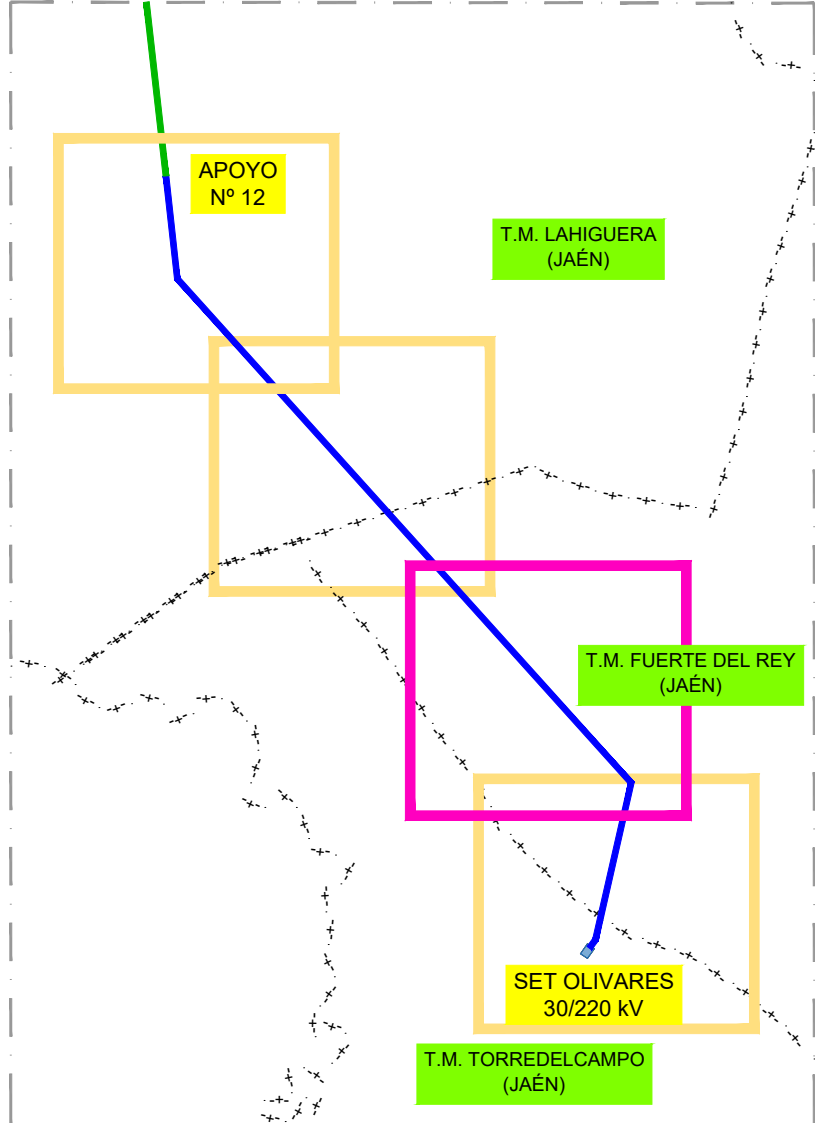 APOYO
Nº 12
T.M. LAHIGUERA
(JAÉN)
T.M. FUERTE DEL REY
(JAÉN)
SET OLIVARES
30/220 kV
T.M. TORREDELCAMPO
(JAÉN)